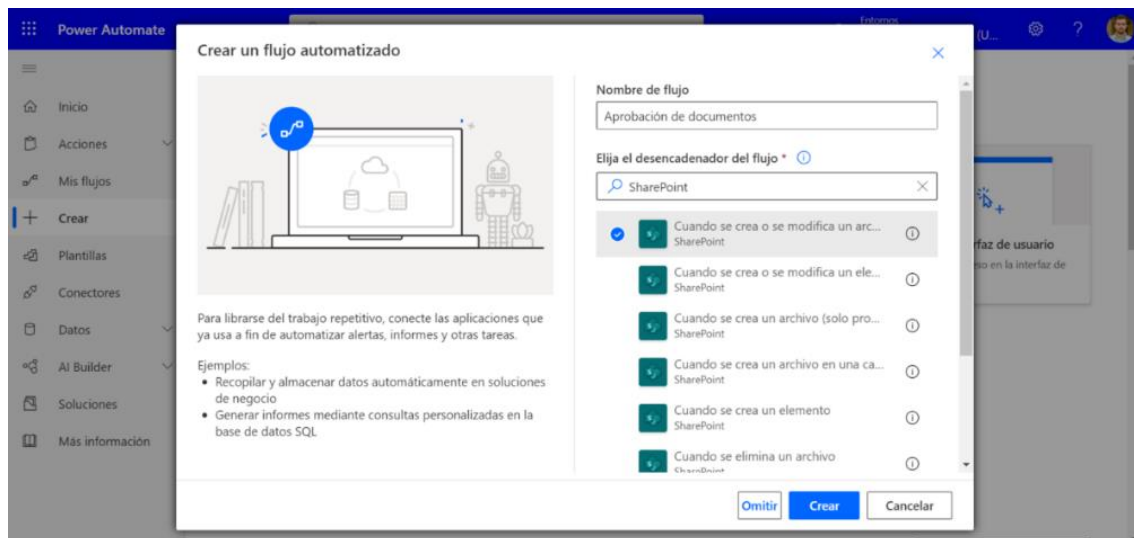 Power Automate
Entornos
(U...
?
Inicio
Acciones
Mis flujos
Crear
Plantillas
Conectores
Datos
AI Builder
Soluciones
Más información
Crear un flujo automatizado
Para librarse del trabajo repetitivo, conecte las aplicaciones que
ya usa a fin de automatizar alertas, informes y otras tareas.
Ejemplos:
• Recopilar y almacenar datos automáticamente en soluciones
de negocio
• Generar informes mediante consultas personalizadas en la
base de datos SQL
Nombre de flujo
Aprobación de documentos
Elija el desencadenador del flujo *
SharePoint
Cuando se crea o se modifica un arc...
SharePoint
Cuando se crea o se modifica un ele...
SharePoint
Cuando se crea un archivo (solo pro...
SharePoint
Cuando se crea un archivo en una ca...
SharePoint
Cuando se crea un elemento
SharePoint
Cuando se elimina un archivo
SharePoint
Omitir
Crear
Cancelar
rfaz de usuario
en la interfaz de